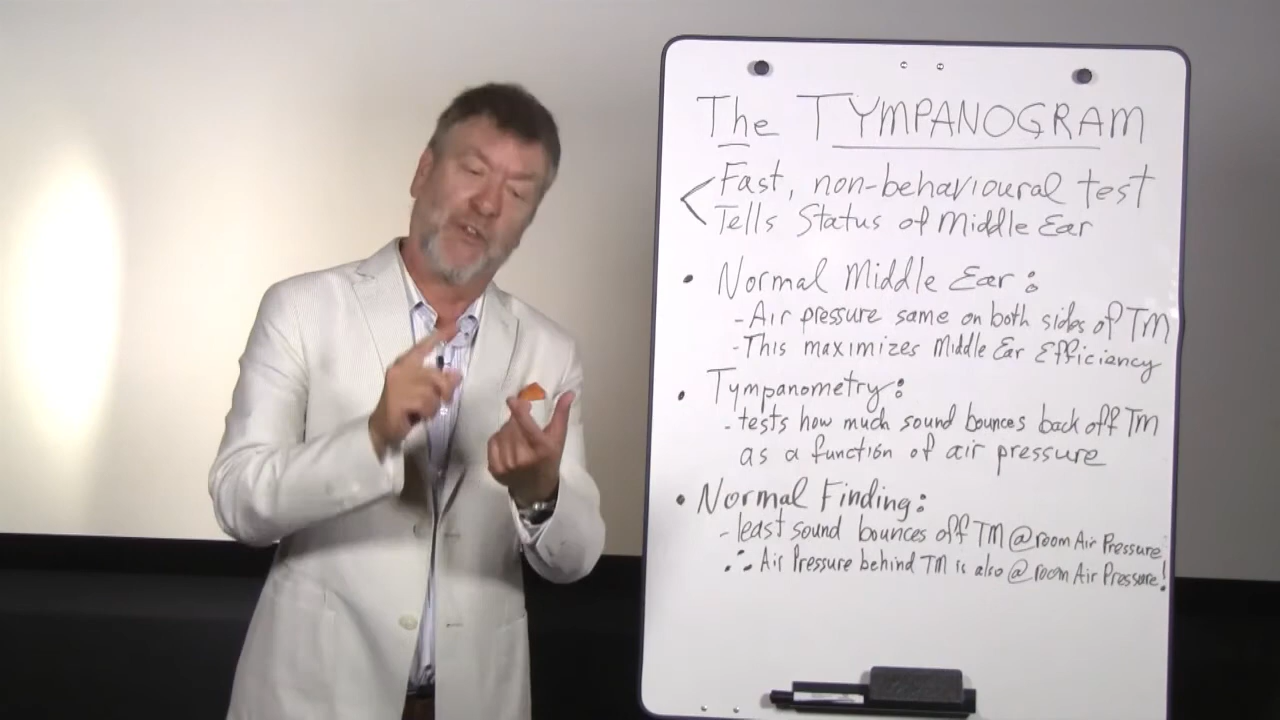 The TYMPANOGRAM
< Fast, non-behavioural test
Tells Status of Middle Ear
• Normal Middle Ear:
- Air pressure same on both sides of TM
- This maximizes Middle Ear Efficiency
• Tympanometry:
- tests how much sound bounces back off TM
as a function of air pressure
• Normal Finding:
- least sound bounces off TM @ room Air Pressure
∴ Air Pressure behind TM is also @ room Air Pressure!